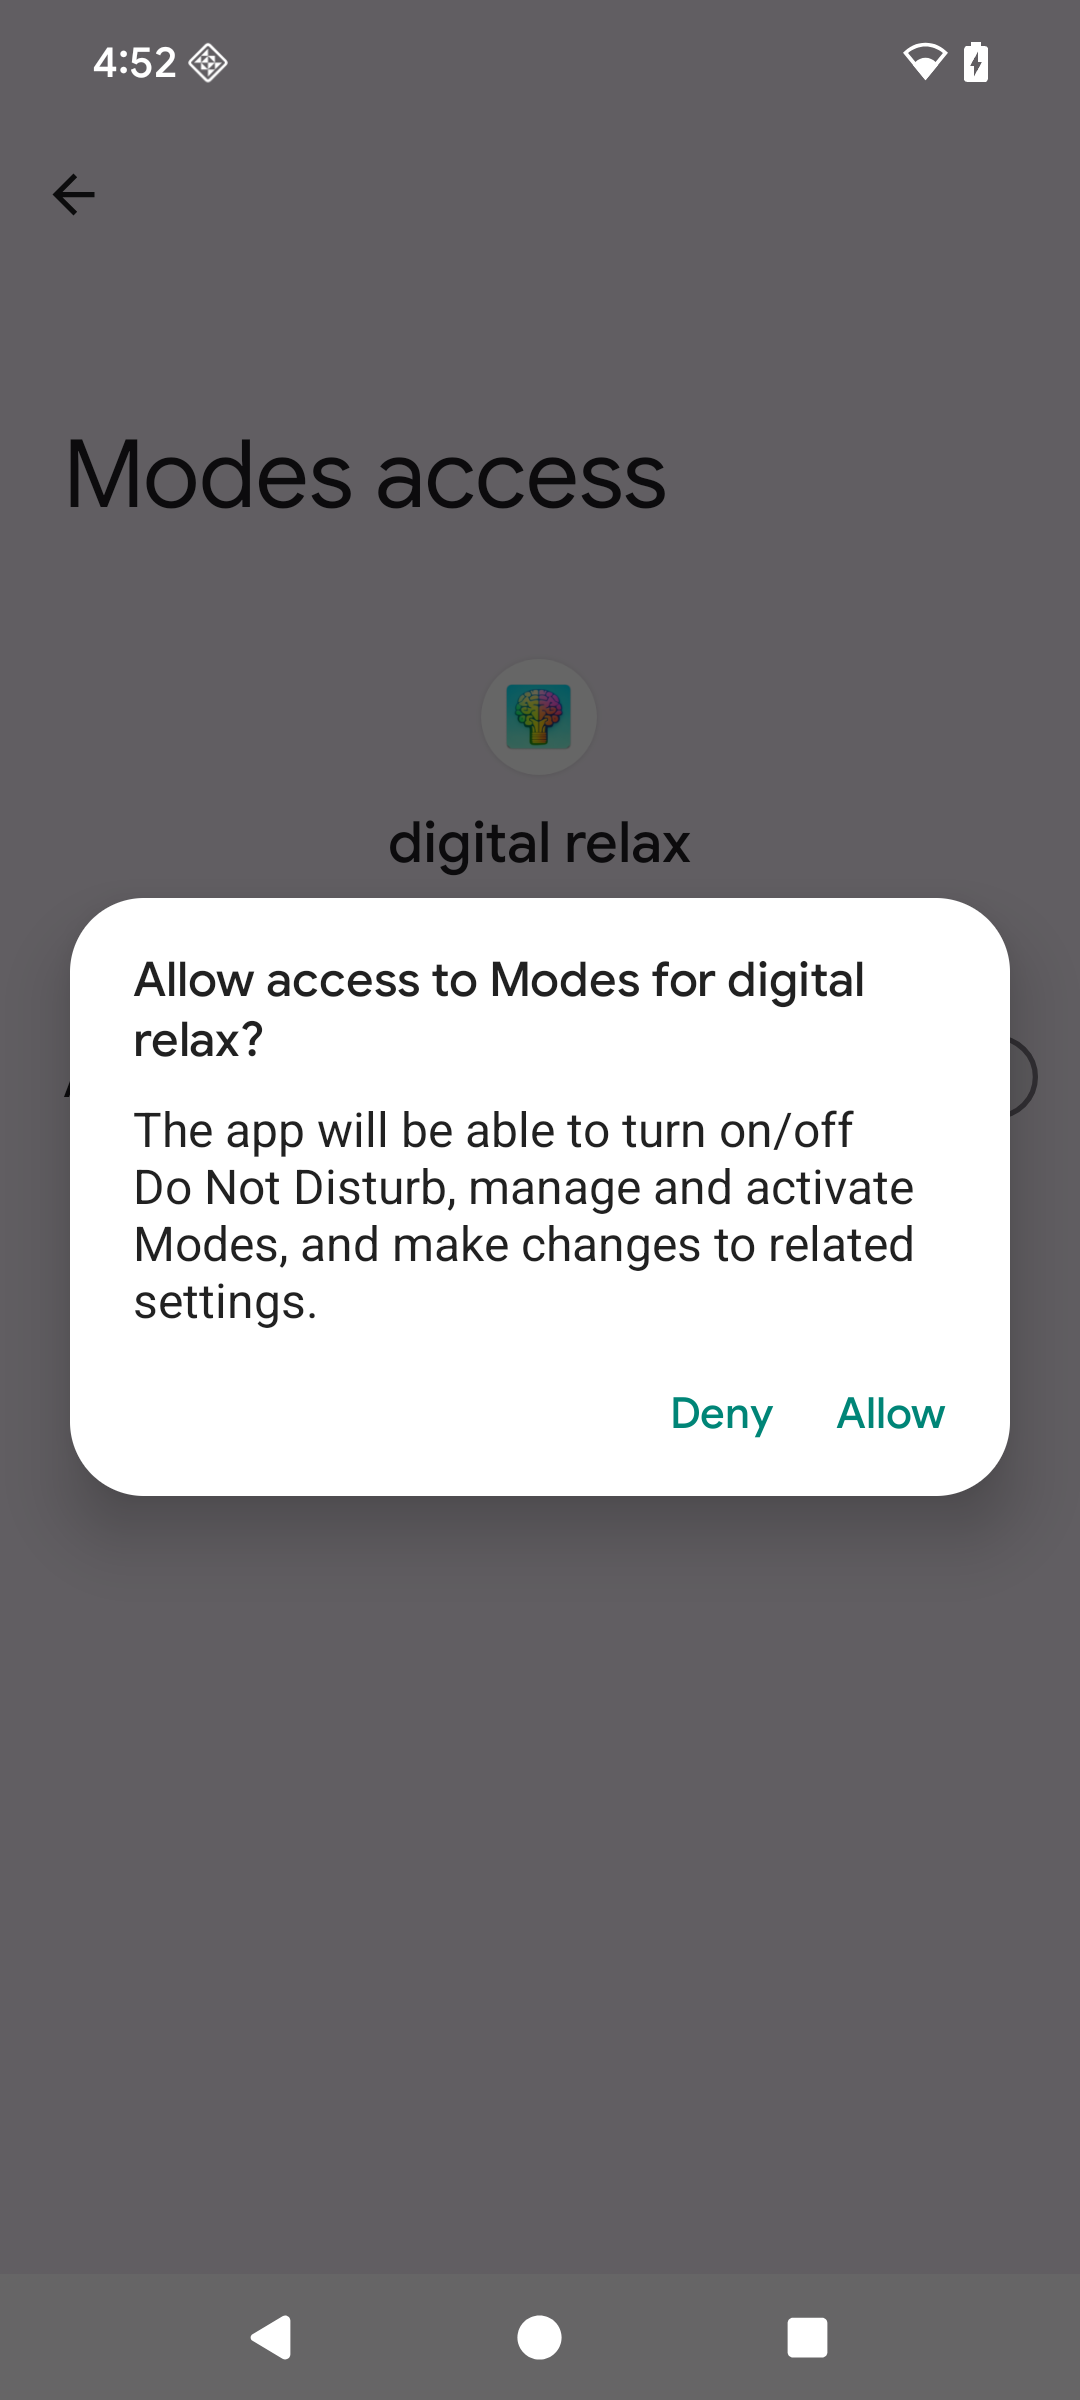 4:52
Modes access
digital relax
Allow access to Modes for digital
relax?
The app will be able to turn on/off
Do Not Disturb, manage and activate
Modes, and make changes to related
settings.
Deny
Allow